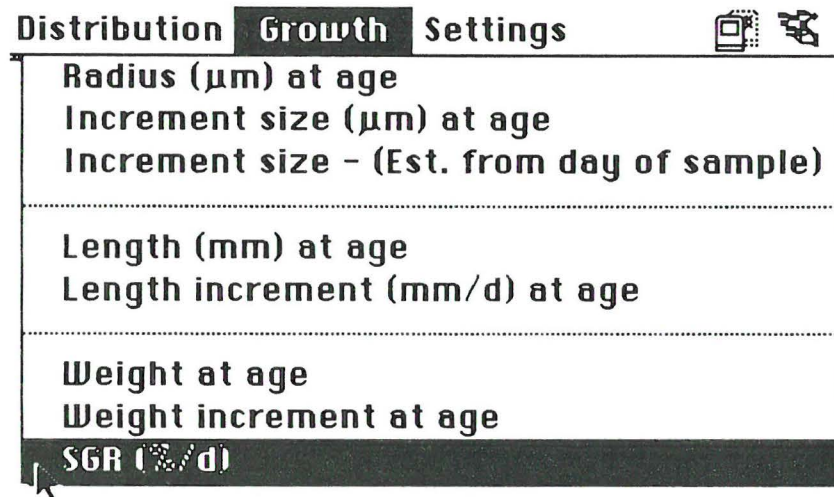 Distribution Growth Settings
Radius (µm) at age
Increment size (µm) at age
Increment size - (Est. from day of sample)
Length (mm) at age
Length increment (mm/d) at age
Weight at age
Weight increment at age
SGR (%/d)